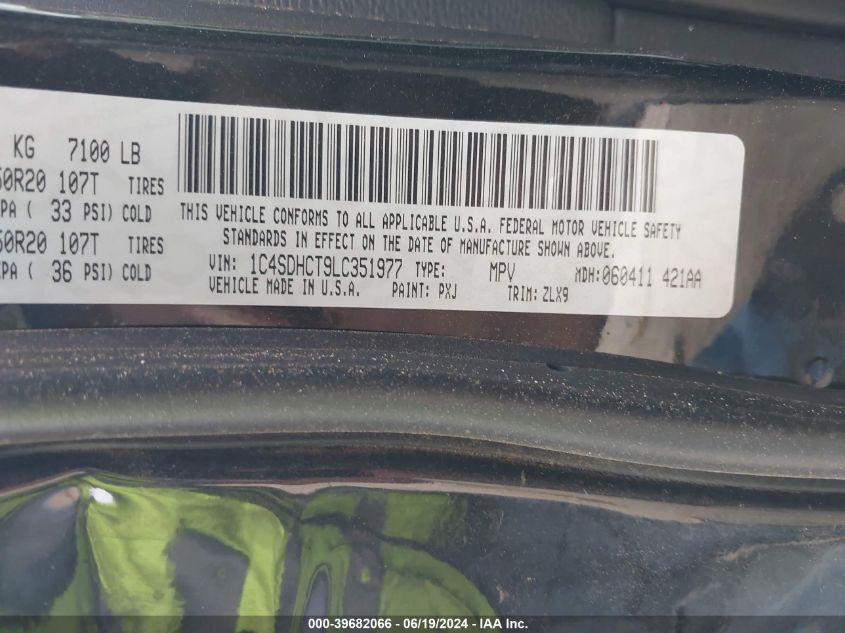 KG 7100 LB
50R20 107T TIRES
PA ( 33 PSI) COLD
50R20 107T TIRES
KPA ( 36 PSI) COLD
THIS VEHICLE CONFORMS TO ALL APPLICABLE U.S.A. FEDERAL MOTOR VEHICLE SAFETY
STANDARDS IN EFFECT ON THE DATE OF MANUFACTURE SHOWN ABOVE.
VIN: 1C4SDHCT9LC351977 TYPE: MPV MDH: 060411 421AA
VEHICLE MADE IN U.S.A. PAINT: PXJ TRIM: ZLX9
000-39682066 - 06/19/2024 - IAA Inc.